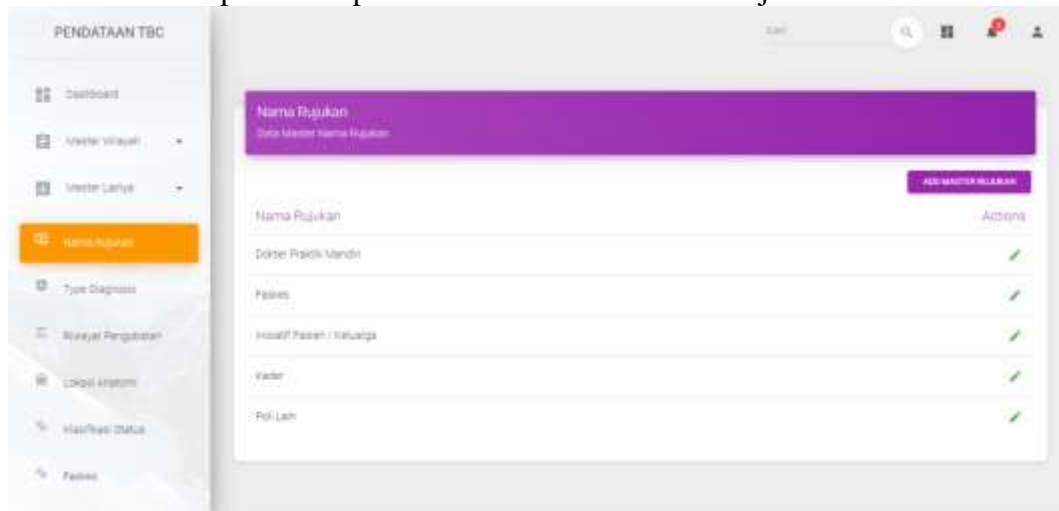 PENDATAAN TBC
Cari
Dashboard
Master Wilayah
Master Lainya
Nama Rujukan
Type Diagnosis
Riwayat Pengobatan
Lokasi Anatomi
Klasifikasi Status
Faskes
Nama Rujukan
Data Master Nama Rujukan
ADD MASTER RUJUKAN
Nama Rujukan Actions
Dokter Praktik Mandiri
Faskes
Inisiatif Pasien / Keluarga
Kader
Poli Lain